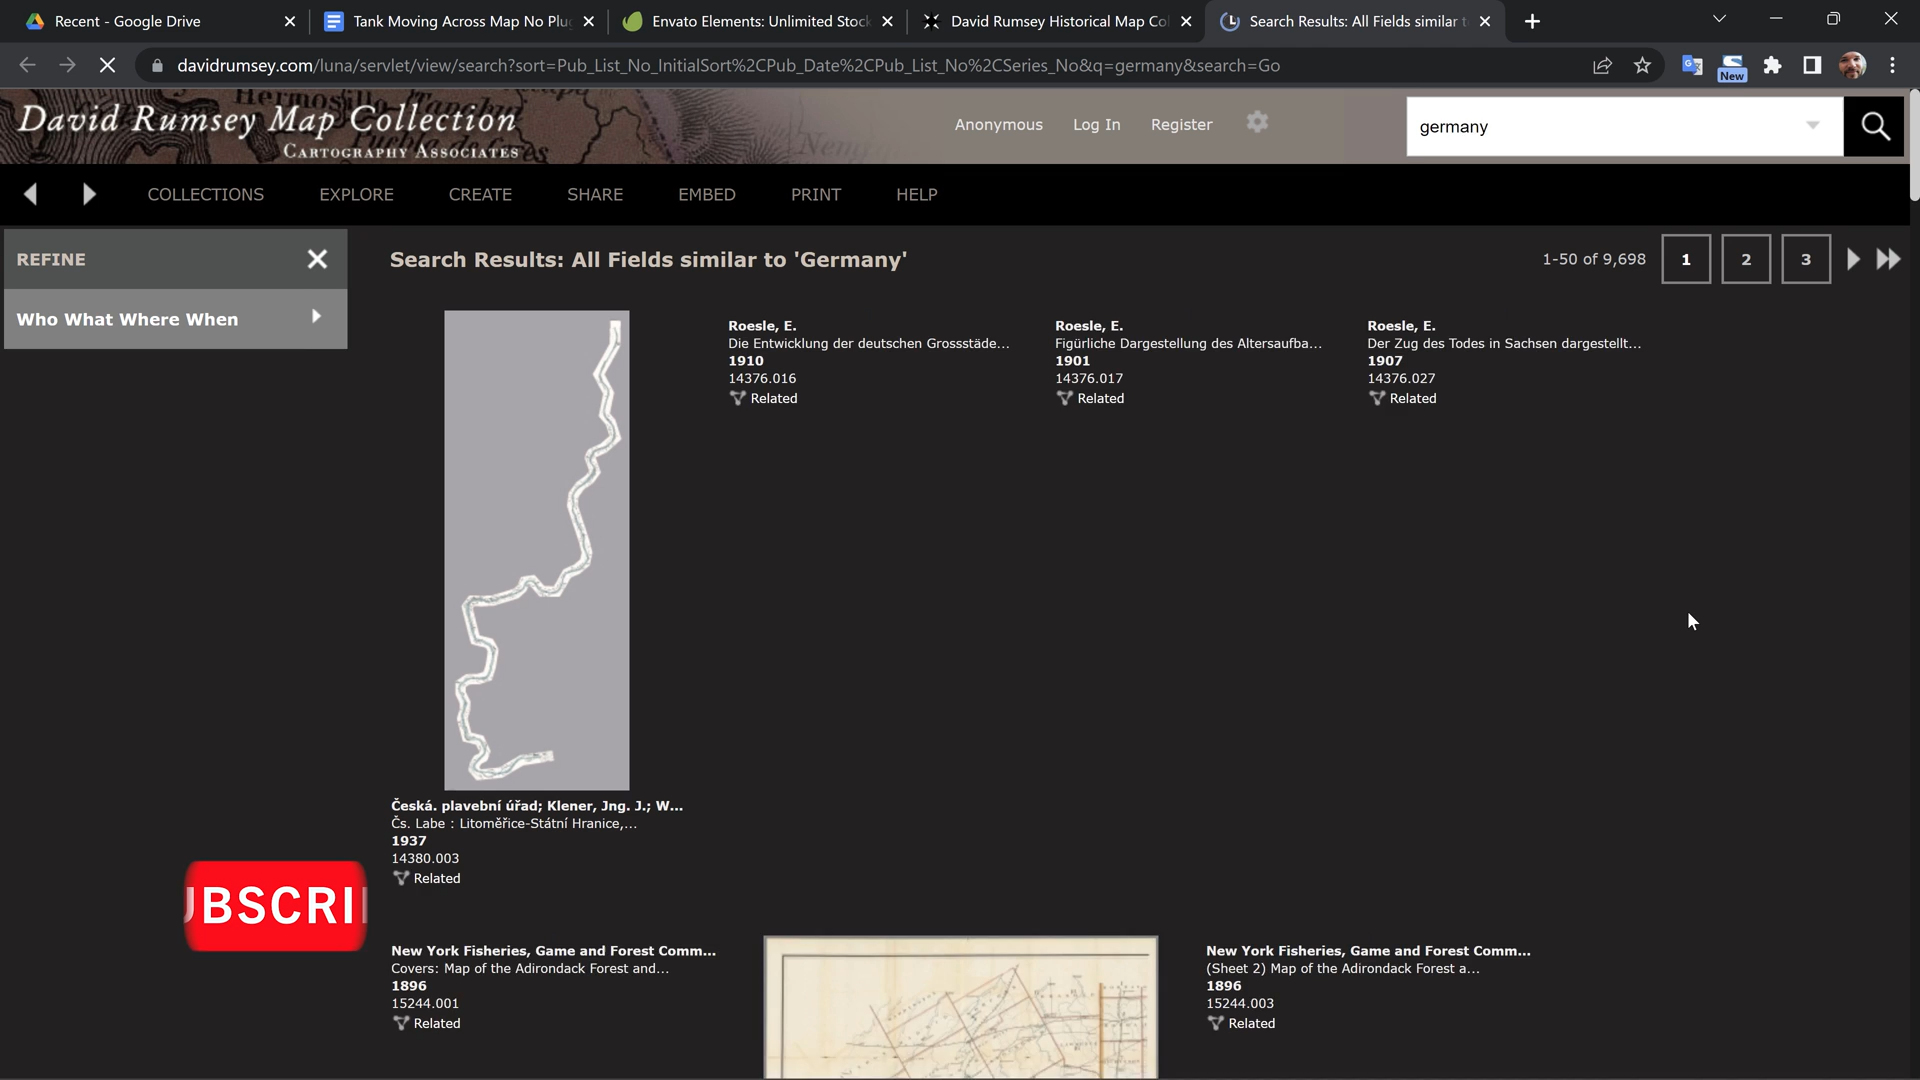 Recent - Google Drive
Tank Moving Across Map No Plu
Envato Elements: Unlimited Stock
David Rumsey Historical Map Col
Search Results: All Fields similar t
davidrumsey.com/luna/servlet/view/search?sort=Pub_List_No_InitialSort%2CPub_Date%2CPub_List_No%2CSeries_No&q=germany&search=Go
New
David Rumsey Map Collection
CARTOGRAPHY ASSOCIATES
Anonymous
Log In
Register
germany
COLLECTIONS
EXPLORE
CREATE
SHARE
EMBED
PRINT
HELP
REFINE
Who What Where When
Search Results: All Fields similar to 'Germany'
1-50 of 9,698
1
2
3
Roesle, E.
Die Entwicklung der deutschen Grossstäde...
1910
14376.016
Related
Roesle, E.
Figürliche Dargestellung des Altersaufba...
1901
14376.017
Related
Roesle, E.
Der Zug des Todes in Sachsen dargestellt...
1907
14376.027
Related
Česká. plavební úřad; Klener, Jng. J.; W...
Čs. Labe : Litoměřice-Státní Hranice,...
1937
14380.003
Related
UBSCRI
New York Fisheries, Game and Forest Comm...
Covers: Map of the Adirondack Forest and...
1896
15244.001
Related
New York Fisheries, Game and Forest Comm...
(Sheet 2) Map of the Adirondack Forest a...
1896
15244.003
Related